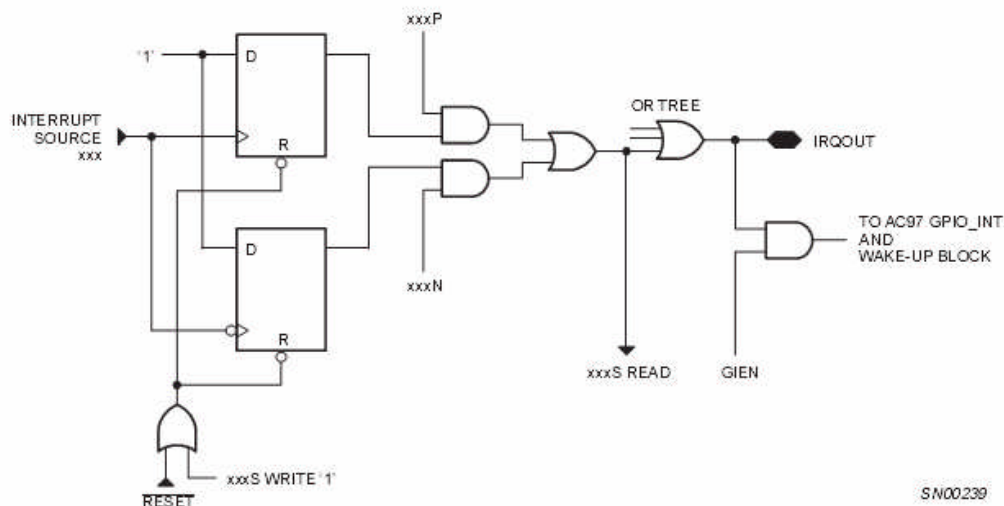 xxxP
'1'
D
OR TREE
INTERRUPT
SOURCE
xxx
R
IRQOUT
TO AC97 GPIO_INT
AND
WAKE-UP BLOCK
D
xxxN
R
xxxS READ
GIEN
xxxS WRITE '1'
RESET
SN00239